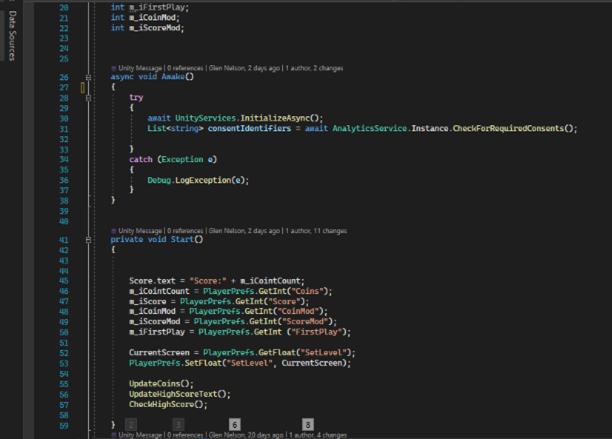 Data Sources
20 int m_iFirstPlay;
21 int m_iCoinMod;
22 int m_iScoreMod;
23
24
25
Unity Message | 0 references | Glen Nelson, 2 days ago | 1 author, 2 changes
26 async void Awake()
27 {
28 try
29 {
30 await UnityServices.InitializeAsync();
31 List<string> consentIdentifiers = await AnalyticsService.Instance.CheckForRequiredConsents();
32
33 }
34 catch (Exception e)
35 {
36 Debug.LogException(e);
37 }
38 }
39
40
Unity Message | 0 references | Glen Nelson, 2 days ago | 1 author, 11 changes
41 private void Start()
42 {
43
44
45 Score.text = "Score:" + m_iCointCount;
46 m_iCointCount = PlayerPrefs.GetInt("Coins");
47 m_iScore = PlayerPrefs.GetInt("Score");
48 m_iCoinMod = PlayerPrefs.GetInt("CoinMod");
49 m_iScoreMod = PlayerPrefs.GetInt("ScoreMod");
50 m_iFirstPlay = PlayerPrefs.GetInt ("FirstPlay");
51
52 CurrentScreen = PlayerPrefs.GetFloat("SetLevel");
53 PlayerPrefs.SetFloat("SetLevel", CurrentScreen);
54
55 UpdateCoins();
56 UpdateHighScoreText();
57 CheckHighScore();
58
59 } 2 3 6 8
Unity Message | 0 references | Glen Nelson, 20 days ago | 1 author, 4 changes